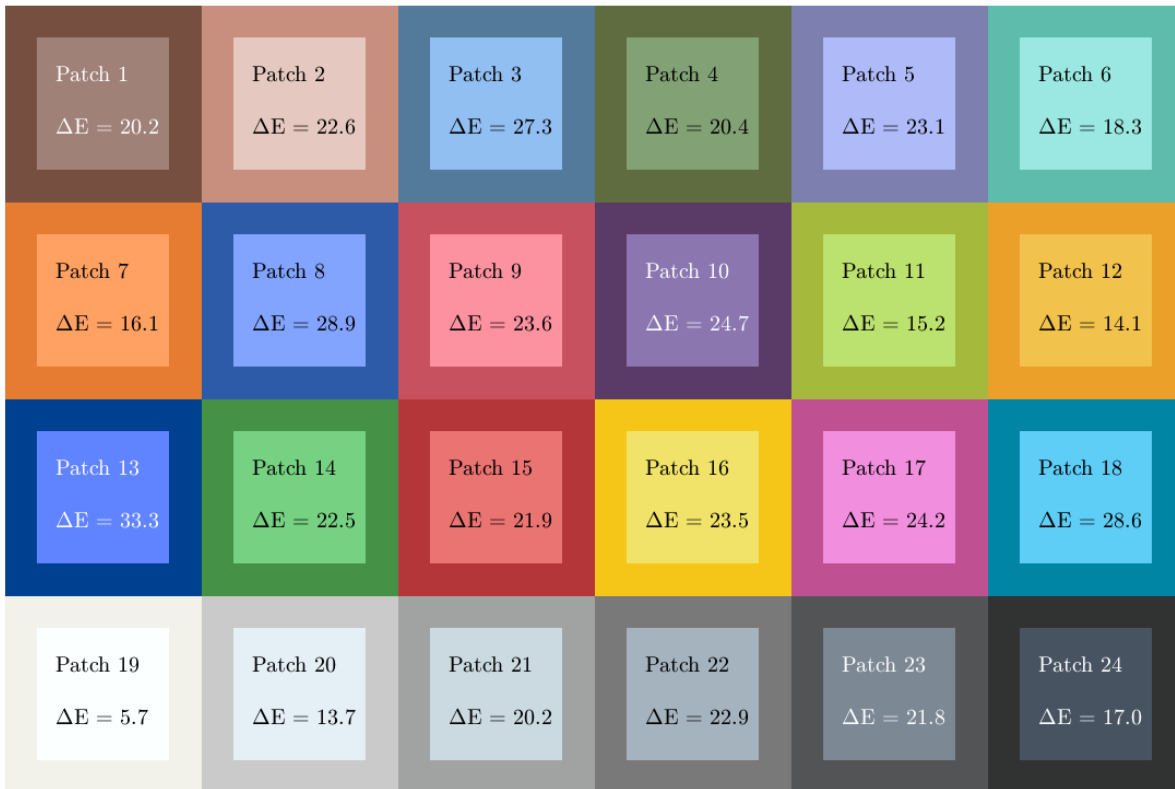 Patch 1
ΔE = 20.2
Patch 2
ΔE = 22.6
Patch 3
ΔE = 27.3
Patch 4
ΔE = 20.4
Patch 5
ΔE = 23.1
Patch 6
ΔE = 18.3
Patch 7
ΔE = 16.1
Patch 8
ΔE = 28.9
Patch 9
ΔE = 23.6
Patch 10
ΔE = 24.7
Patch 11
ΔE = 15.2
Patch 12
ΔE = 14.1
Patch 13
ΔE = 33.3
Patch 14
ΔE = 22.5
Patch 15
ΔE = 21.9
Patch 16
ΔE = 23.5
Patch 17
ΔE = 24.2
Patch 18
ΔE = 28.6
Patch 19
ΔE = 5.7
Patch 20
ΔE = 13.7
Patch 21
ΔE = 20.2
Patch 22
ΔE = 22.9
Patch 23
ΔE = 21.8
Patch 24
ΔE = 17.0